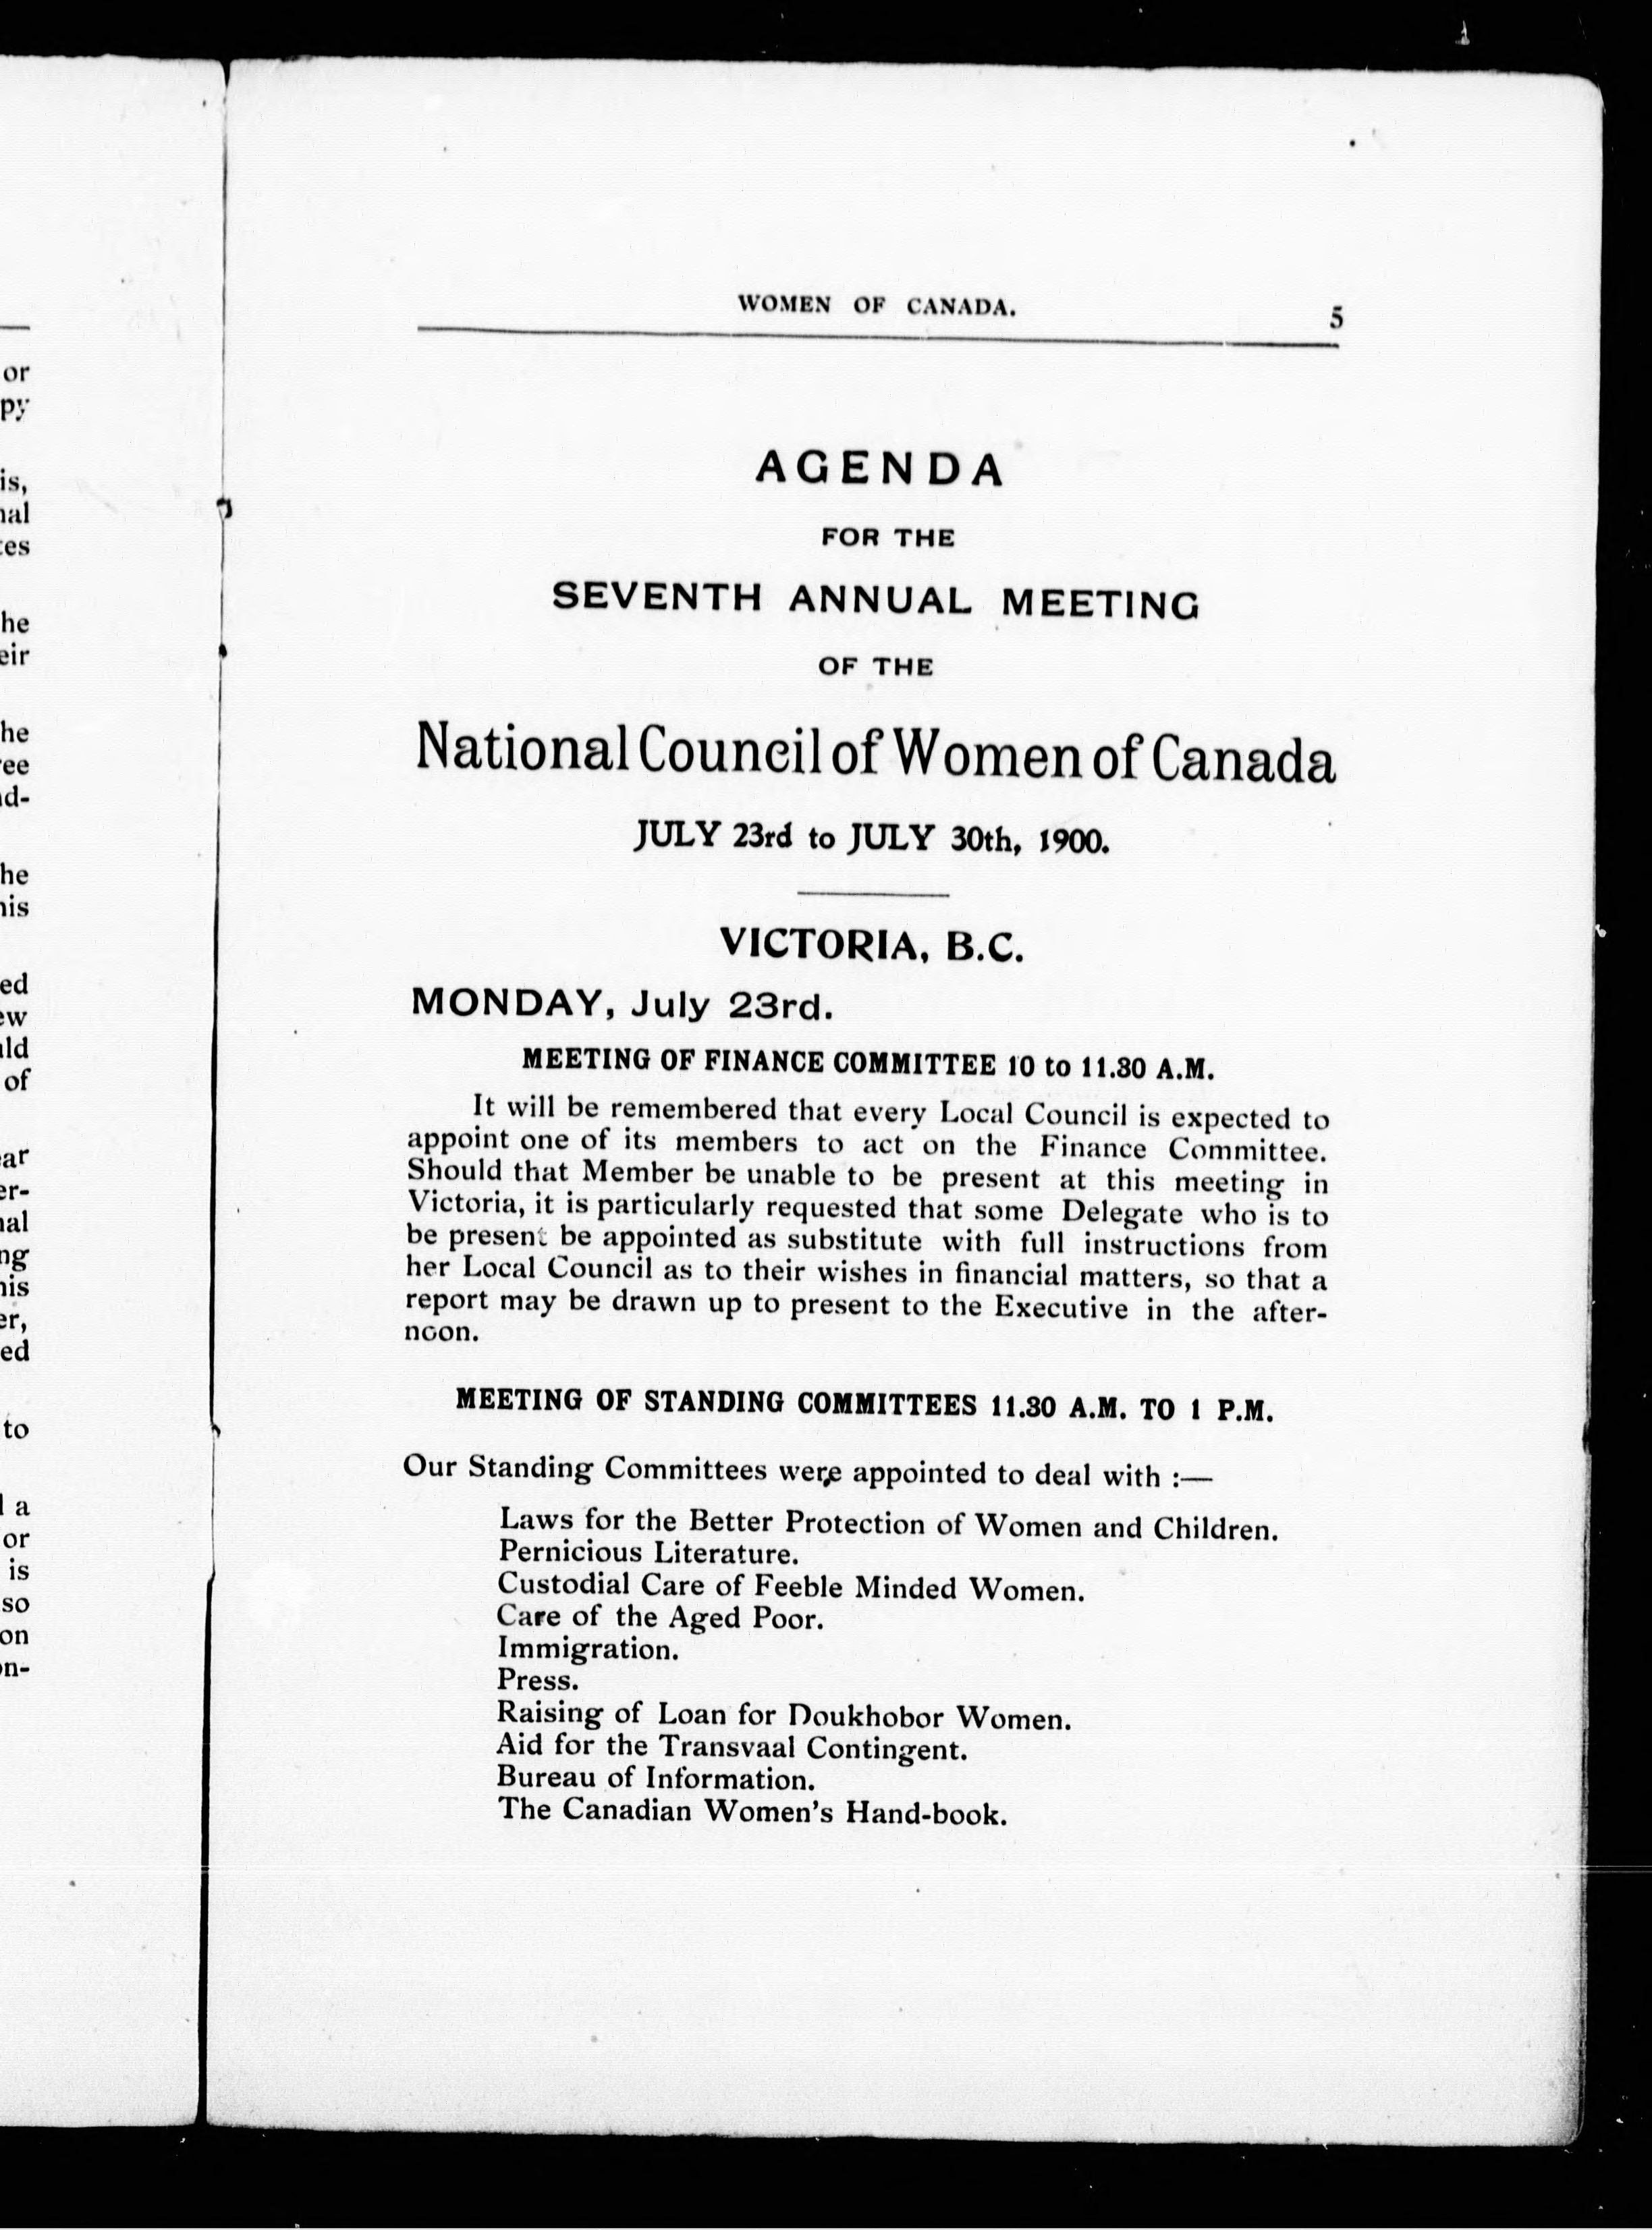 WOMEN OF CANADA. 5
AGENDA
FOR THE
SEVENTH ANNUAL MEETING
OF THE
National Council of Women of Canada
JULY 23rd to JULY 30th, 1900.
VICTORIA, B.C.
MONDAY, July 23rd.
MEETING OF FINANCE COMMITTEE 10 to 11.30 A.M.
It will be remembered that every Local Council is expected to
appoint one of its members to act on the Finance Committee.
Should that Member be unable to be present at this meeting in
Victoria, it is particularly requested that some Delegate who is to
be present be appointed as substitute with full instructions from
her Local Council as to their wishes in financial matters, so that a
report may be drawn up to present to the Executive in the after-
noon.
MEETING OF STANDING COMMITTEES 11.30 A.M. TO 1 P.M.
Our Standing Committees were appointed to deal with :—
Laws for the Better Protection of Women and Children.
Pernicious Literature.
Custodial Care of Feeble Minded Women.
Care of the Aged Poor.
Immigration.
Press.
Raising of Loan for Doukhobor Women.
Aid for the Transvaal Contingent.
Bureau of Information.
The Canadian Women's Hand-book.